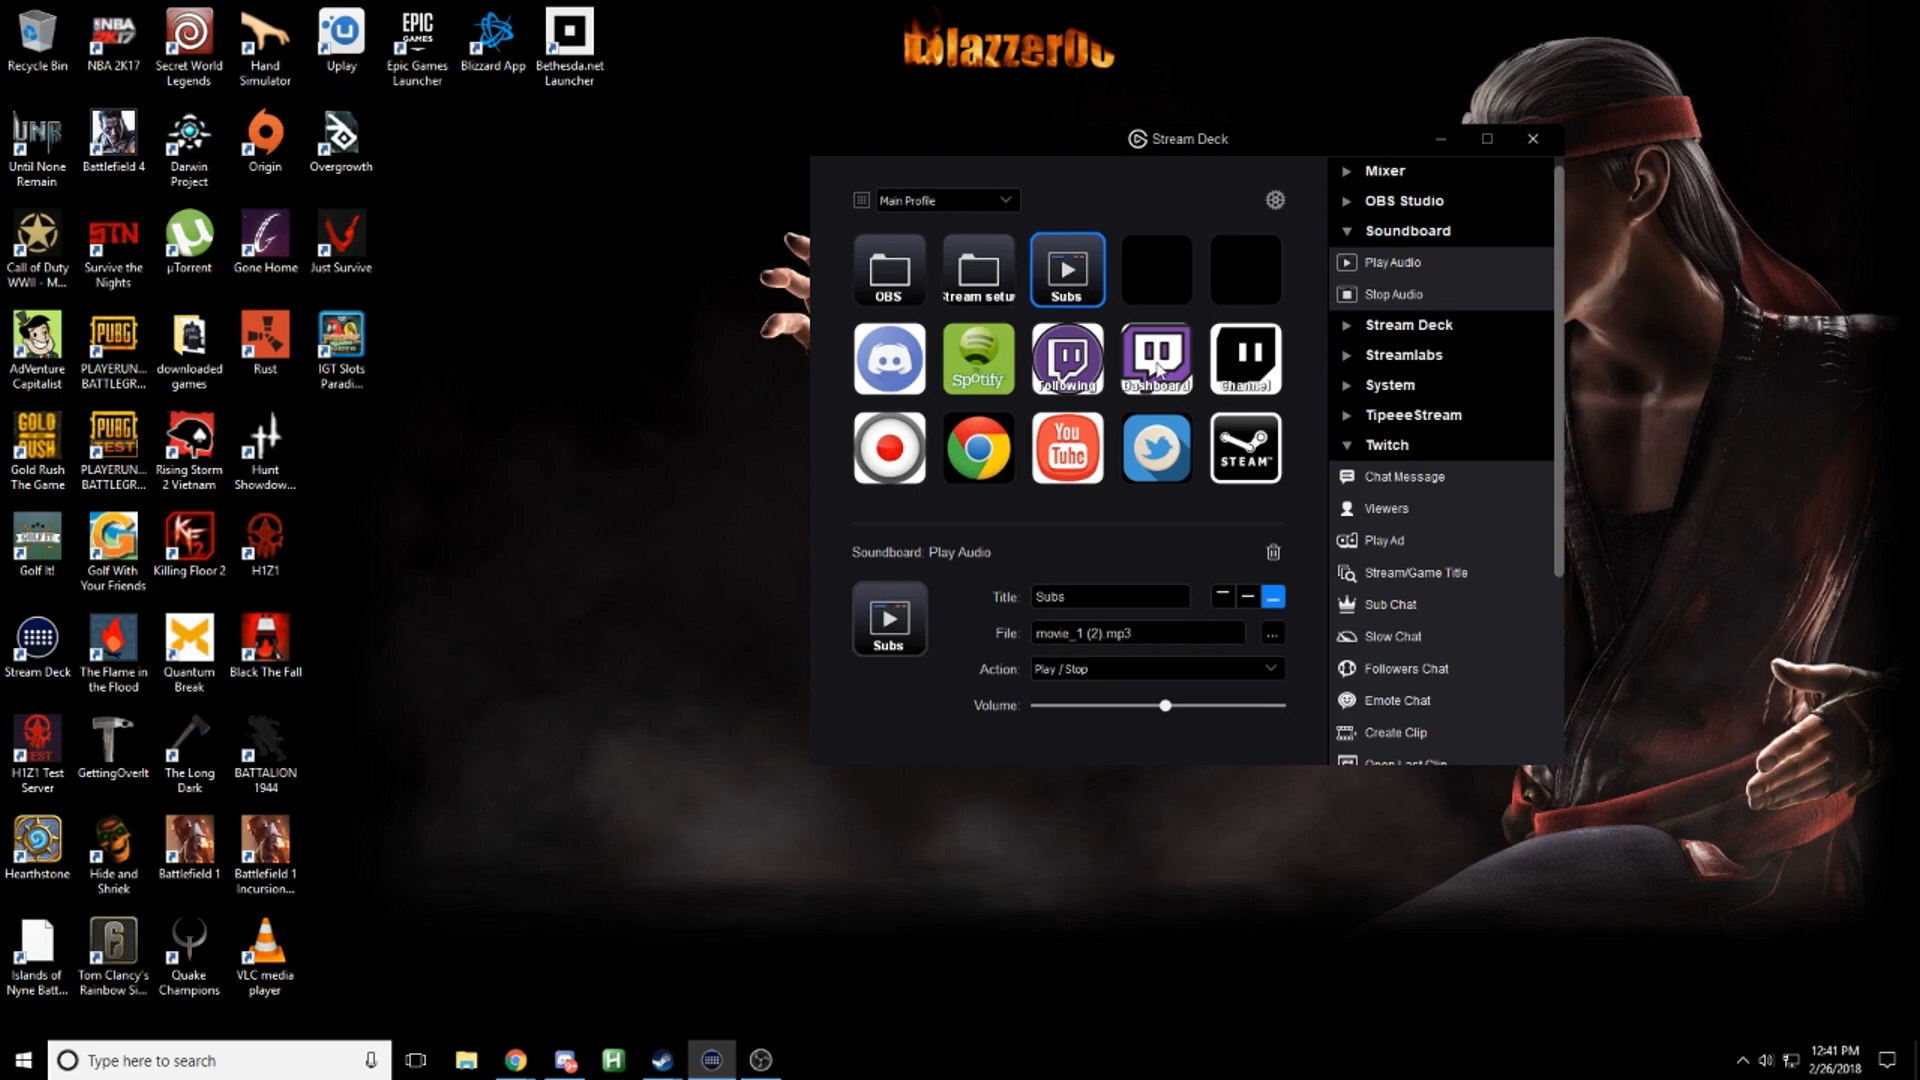 Recycle Bin
NBA 2K17
Secret World Legends
Hand Simulator
Uplay
EPIC GAMES
Epic Games Launcher
Blizzard App
Bethesda.net Launcher
Until None Remain
Battlefield 4
Darwin Project
Origin
Overgrowth
Call of Duty WWII - M...
Survive the Nights
µTorrent
Gone Home
Just Survive
AdVenture Capitalist
PLAYERUN... BATTLEGR...
downloaded games
Rust
IGT Slots Paradi...
Gold Rush The Game
PLAYERUN... BATTLEGR...
Rising Storm 2 Vietnam
Hunt Showdow...
Golf It!
Golf With Your Friends
Killing Floor 2
H1Z1
Stream Deck
The Flame in the Flood
Quantum Break
Black The Fall
H1Z1 Test Server
GettingOverIt
The Long Dark
BATTALION 1944
Hearthstone
Hide and Shriek
Battlefield 1
Battlefield 1 Incursion...
Islands of Nyne Batt...
Tom Clancy's Rainbow Si...
Quake Champions
VLC media player
Stream Deck
Main Profile
OBS
Subs
Spotify
Following
Dashboard
Channel
You Tube
STEAM
Soundboard: Play Audio
Subs
Title:
Subs
File:
movie_1 (2).mp3
...
Action:
Play / Stop
Volume:
Mixer
OBS Studio
Soundboard
Play Audio
Stop Audio
Stream Deck
Streamlabs
System
TipeeeStream
Twitch
Chat Message
Viewers
Play Ad
Stream/Game Title
Sub Chat
Slow Chat
Followers Chat
Emote Chat
Create Clip
Open Last Clip
Type here to search
12:41 PM
2/26/2018